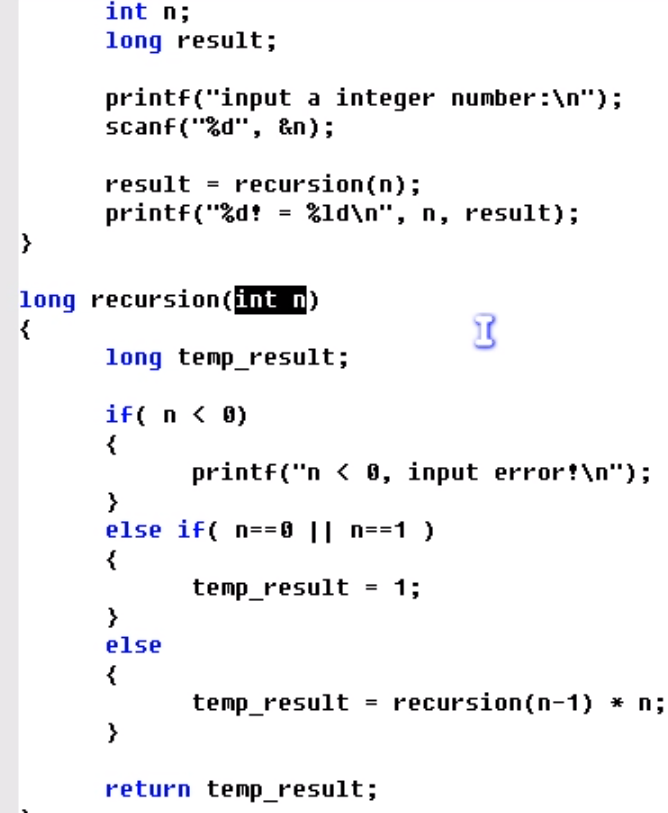 int n;
long result;
printf("input a integer number:\n");
scanf("%d", &n);
result = recursion(n);
printf("%d! = %ld\n", n, result);
}
long recursion(int n)
{
long temp_result;
if( n < 0)
{
printf("n < 0, input error!\n");
}
else if( n==0 || n==1 )
{
temp_result = 1;
}
else
{
temp_result = recursion(n-1) * n;
}
return temp_result;